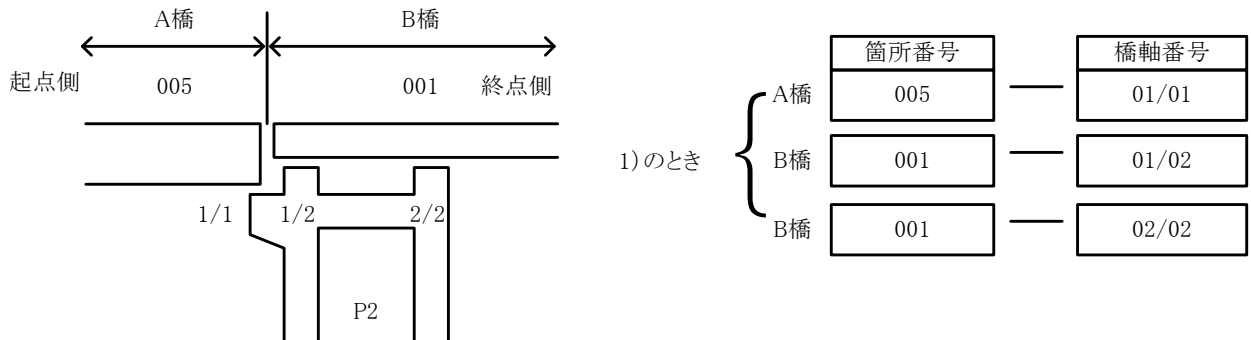 A橋 B橋
起点側 005 001 終点側
1/1 1/2 2/2
P2
1)のとき
箇所番号 橋軸番号
A橋 005 01/01
B橋 001 01/02
B橋 001 02/02